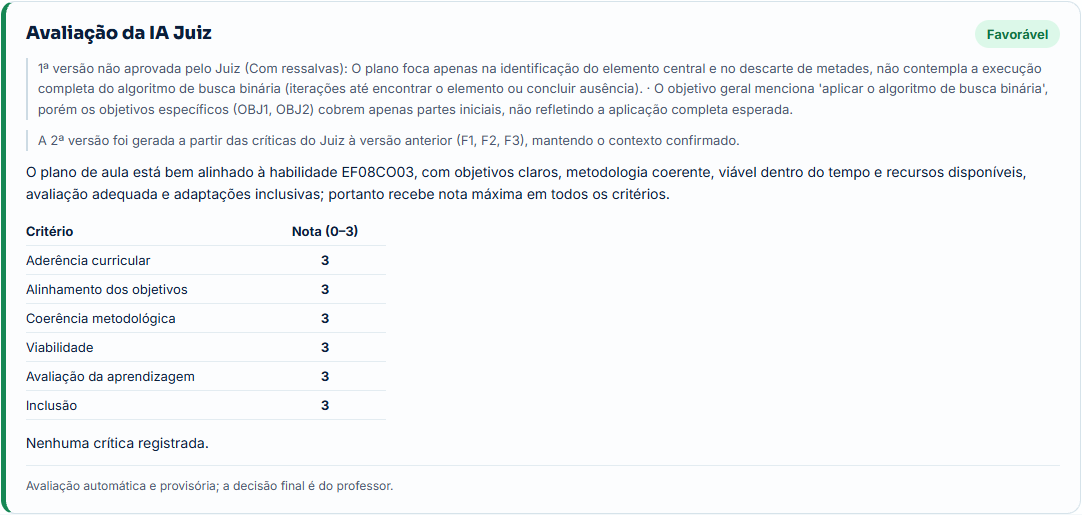 Avaliação da IA Juiz
Favorável
1ª versão não aprovada pelo Juiz (Com ressalvas): O plano foca apenas na identificação do elemento central e no descarte de metades, não contempla a execução
completa do algoritmo de busca binária (iterações até encontrar o elemento ou concluir ausência). · O objetivo geral menciona 'aplicar o algoritmo de busca binária',
porém os objetivos específicos (OBJ1, OBJ2) cobrem apenas partes iniciais, não refletindo a aplicação completa esperada.
A 2ª versão foi gerada a partir das críticas do Juiz à versão anterior (F1, F2, F3), mantendo o contexto confirmado.
O plano de aula está bem alinhado à habilidade EF08CO03, com objetivos claros, metodologia coerente, viável dentro do tempo e recursos disponíveis,
avaliação adequada e adaptações inclusivas; portanto recebe nota máxima em todos os critérios.
Critério Nota (0–3)
Aderência curricular 3
Alinhamento dos objetivos 3
Coerência metodológica 3
Viabilidade 3
Avaliação da aprendizagem 3
Inclusão 3
Nenhuma crítica registrada.
Avaliação automática e provisória; a decisão final é do professor.